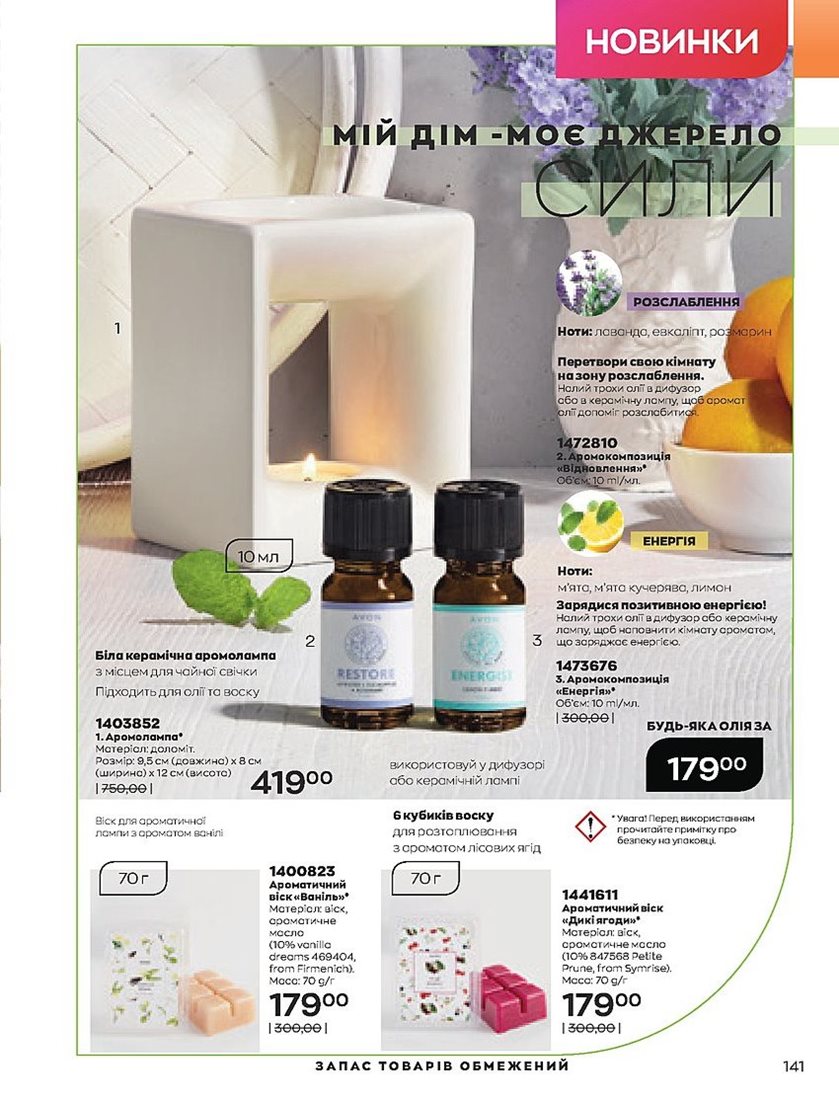 НОВИНКИ
МІЙ ДІМ -МОЄ ДЖЕРЕЛО
СИЛИ
1
РОЗСЛАБЛЕННЯ
Ноти: лаванда, евкаліпт, розмарин
Перетвори свою кімнату
на зону розслаблення.
Налий трохи олії в дифузор
або в керамічну лампу, щоб аромат
олії допоміг розслабитися.
1472810
2. Аромокомпозиція
«Відновлення»*
Об'єм: 10 ml/мл.
ЕНЕРГІЯ
10 мл
Ноти:
м'ята, м'ята кучерява, лимон
Зарядися позитивною енергією!
Налий трохи олії в дифузор або керамічну
лампу, щоб наповнити кімнату ароматом,
що заряджає енергією.
1473676
3. Аромокомпозиція
«Енергія»*
Об'єм: 10 ml/мл.
| 300,00 |
2
AVON
RESTORE
AVON
ENERGISE
3
Біла керамічна аромолампа
з місцем для чайної свічки
Підходить для олії та воску
1403852
1. Аромолампа*
Матеріал: доломіт.
Розмір: 9,5 см (довжина) x 8 см
(ширина) x 12 см (висота)
| 750,00 |
41900
використовуй у дифузорі
або керамічній лампі
БУДЬ-ЯКА ОЛІЯ ЗА
17900
Віск для ароматичної
лампи з ароматом ванілі
6 кубиків воску
для розтоплювання
з ароматом лісових ягід
* Увага! Перед використанням
прочитайте примітку про
безпеку на упаковці.
70 г
1400823
Ароматичний
віск «Ваніль»*
Матеріал: віск,
ароматичне
масло
(10% vanilla
dreams 469404,
from Firmenich).
Маса: 70 g/г
17900
| 300,00 |
70 г
1441611
Ароматичний віск
«Дикі ягоди»*
Матеріал: віск,
ароматичне масло
(10% 847568 Petite
Prune, from Symrise).
Маса: 70 g/г
17900
| 300,00 |
ЗАПАС ТОВАРІВ ОБМЕЖЕНИЙ
141